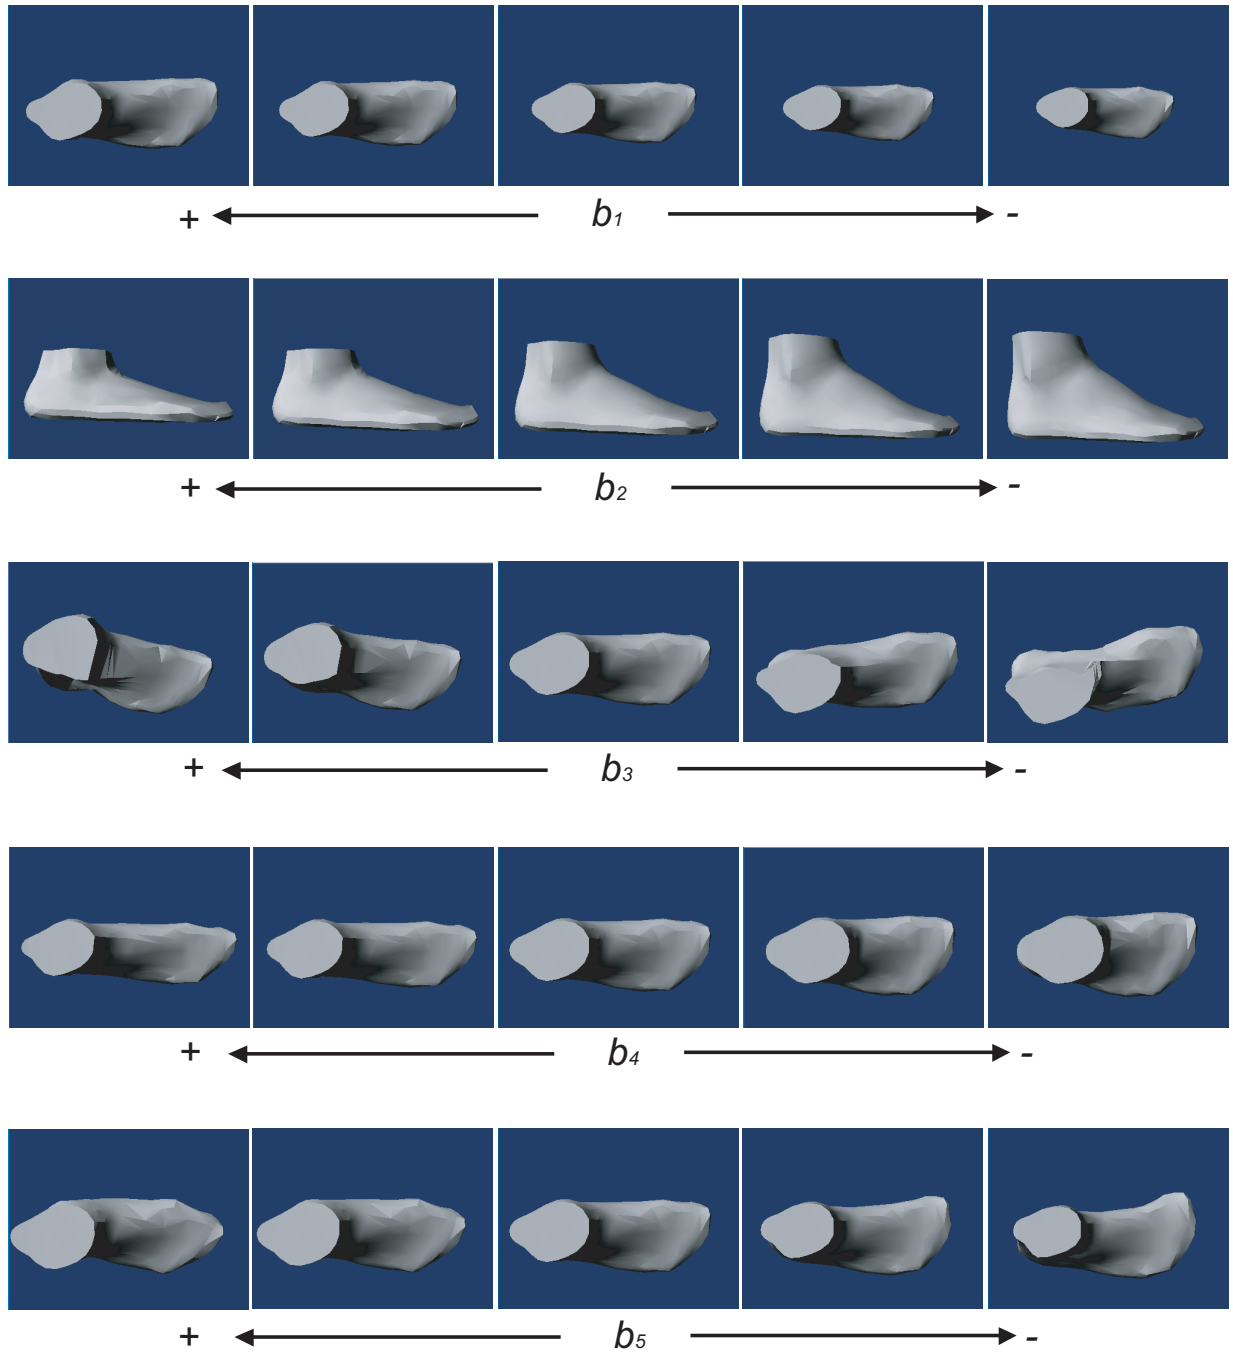 + b1 -
+ b2 -
+ b3 -
+ b4 -
+ b5 -